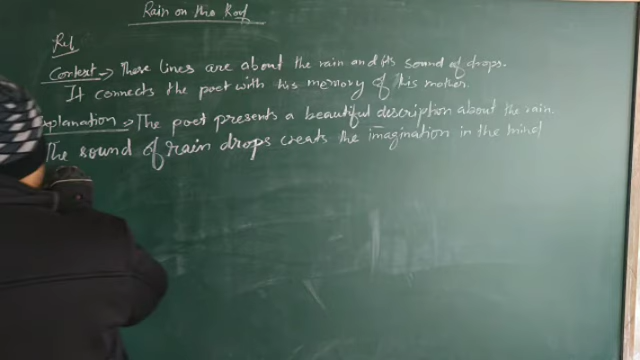 Rain on the Roof
Ref
Context → These lines are about the rain and its sound of drops.
It connects the poet with his memory of his mother.
xplanation → The poet presents a beautiful description about the rain.
The sound of rain drops creats the imagination in the mind